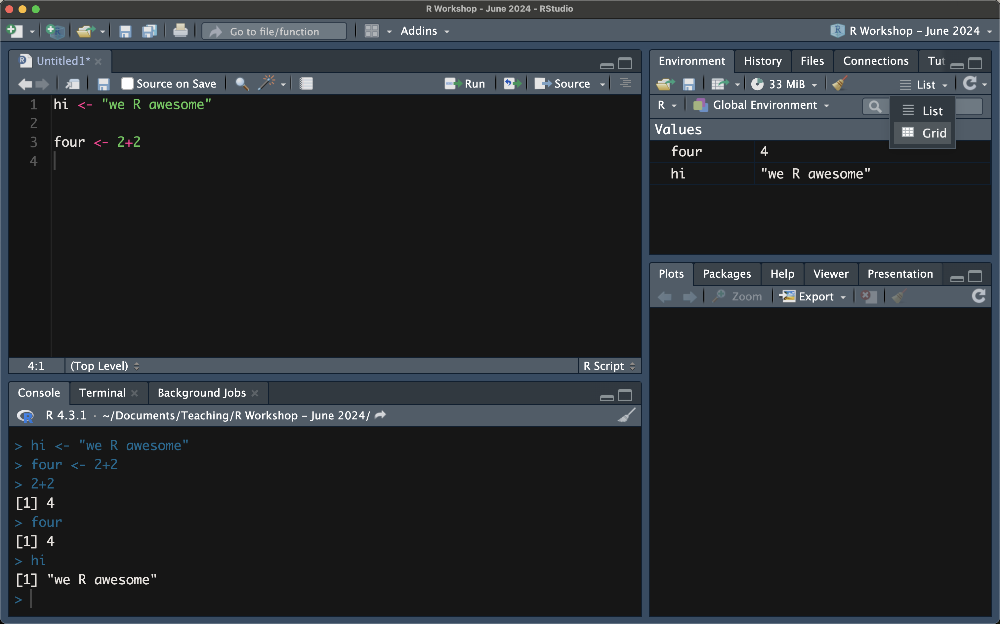 R Workshop - June 2024 - RStudio
Go to file/function
Addins
R Workshop – June 2024
Untitled1*
Source on Save
Run
Source
1 hi <- "we R awesome"
2
3 four <- 2+2
4
4:1 (Top Level) R Script
Console Terminal Background Jobs
R 4.3.1 · ~/Documents/Teaching/R Workshop – June 2024/
> hi <- "we R awesome"
> four <- 2+2
> 2+2
[1] 4
> four
[1] 4
> hi
[1] "we R awesome"
>
Environment History Files Connections Tut
33 MiB List
R Global Environment
List
Grid
Values
four 4
hi "we R awesome"
Plots Packages Help Viewer Presentation
Zoom Export